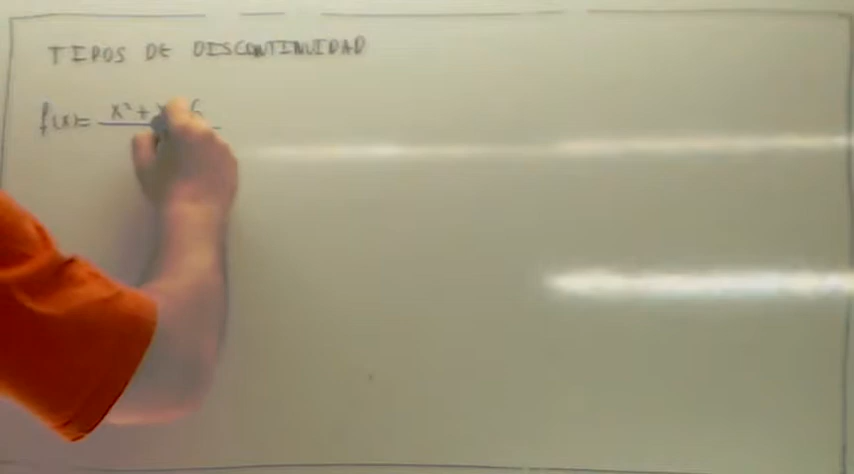 TIPOS DE DISCONTINUIDAD
f(x)= x²+ 6